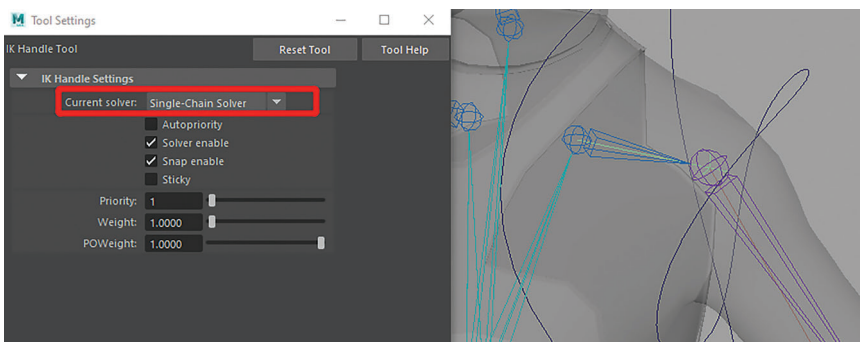 M Tool Settings
IK Handle Tool Reset Tool Tool Help
IK Handle Settings
Current solver: Single-Chain Solver
Autopriority
Solver enable
Snap enable
Sticky
Priority: 1
Weight: 1.0000
POWeight: 1.0000